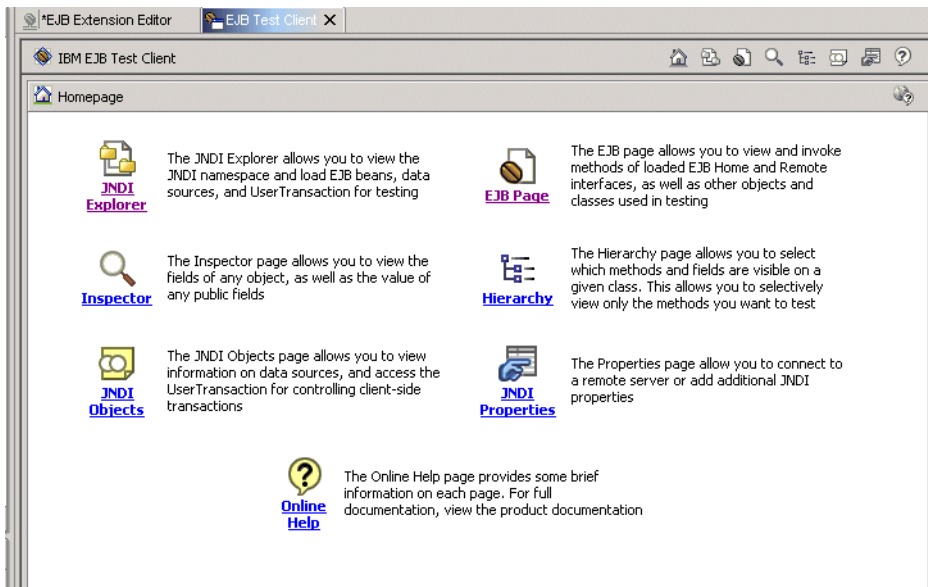 *EJB Extension Editor
EJB Test Client
IBM EJB Test Client
Homepage
JNDI
Explorer
The JNDI Explorer allows you to view the
JNDI namespace and load EJB beans, data
sources, and UserTransaction for testing
EJB Page
The EJB page allows you to view and invoke
methods of loaded EJB Home and Remote
interfaces, as well as other objects and
classes used in testing
Inspector
The Inspector page allows you to view the
fields of any object, as well as the value of
any public fields
Hierarchy
The Hierarchy page allows you to select
which methods and fields are visible on a
given class. This allows you to selectively
view only the methods you want to test
JNDI
Objects
The JNDI Objects page allows you to view
information on data sources, and access the
UserTransaction for controlling client-side
transactions
JNDI
Properties
The Properties page allow you to connect to
a remote server or add additional JNDI
properties
Online
Help
The Online Help page provides some brief
information on each page. For full
documentation, view the product documentation